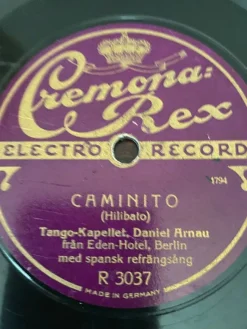 Cremona:
Rex
ELECTRO RECORD
1794
CAMINITO
(Hilibato)
Tango-Kapellet, Daniel Arnau
från Eden-Hotel, Berlin
med spansk refrängsång
R 3037
MADE IN GERMANY